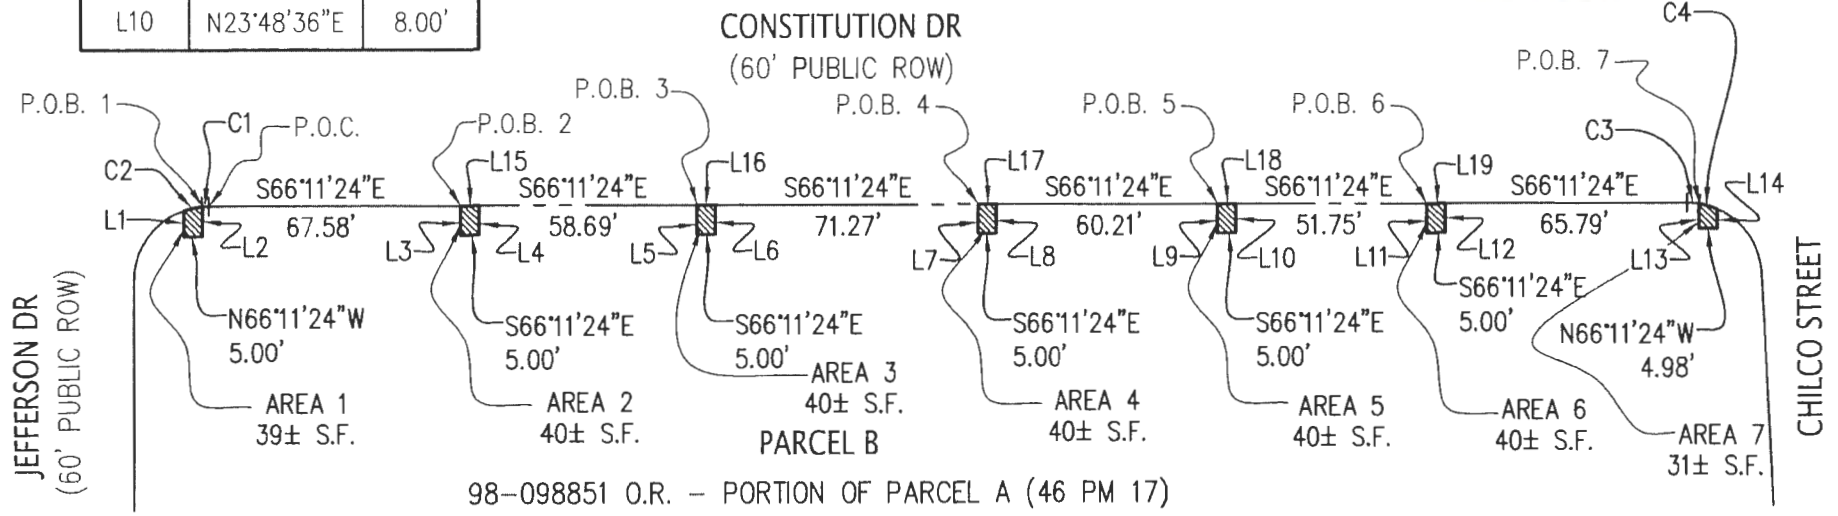 L10 N23°48'36"E 8.00'
CONSTITUTION DR
(60' PUBLIC ROW)
C4
P.O.B. 7
P.O.B. 1
C1
P.O.C.
P.O.B. 2
P.O.B. 3
P.O.B. 4
P.O.B. 5
P.O.B. 6
C3
C2
L15
L16
L17
L18
L19
L14
L1
S66°11'24"E
67.58'
S66°11'24"E
58.69'
S66°11'24"E
71.27'
S66°11'24"E
60.21'
S66°11'24"E
51.75'
S66°11'24"E
65.79'
L2
L3
L4
L5
L6
L7
L8
L9
L10
L11
L12
L13
N66°11'24"W
5.00'
S66°11'24"E
5.00'
S66°11'24"E
5.00'
S66°11'24"E
5.00'
S66°11'24"E
5.00'
S66°11'24"E
5.00'
N66°11'24"W
4.98'
AREA 1
39± S.F.
AREA 2
40± S.F.
AREA 3
40± S.F.
AREA 4
40± S.F.
AREA 5
40± S.F.
AREA 6
40± S.F.
AREA 7
31± S.F.
JEFFERSON DR
(60' PUBLIC ROW)
CHILCO STREET
PARCEL B
98-098851 O.R. - PORTION OF PARCEL A (46 PM 17)